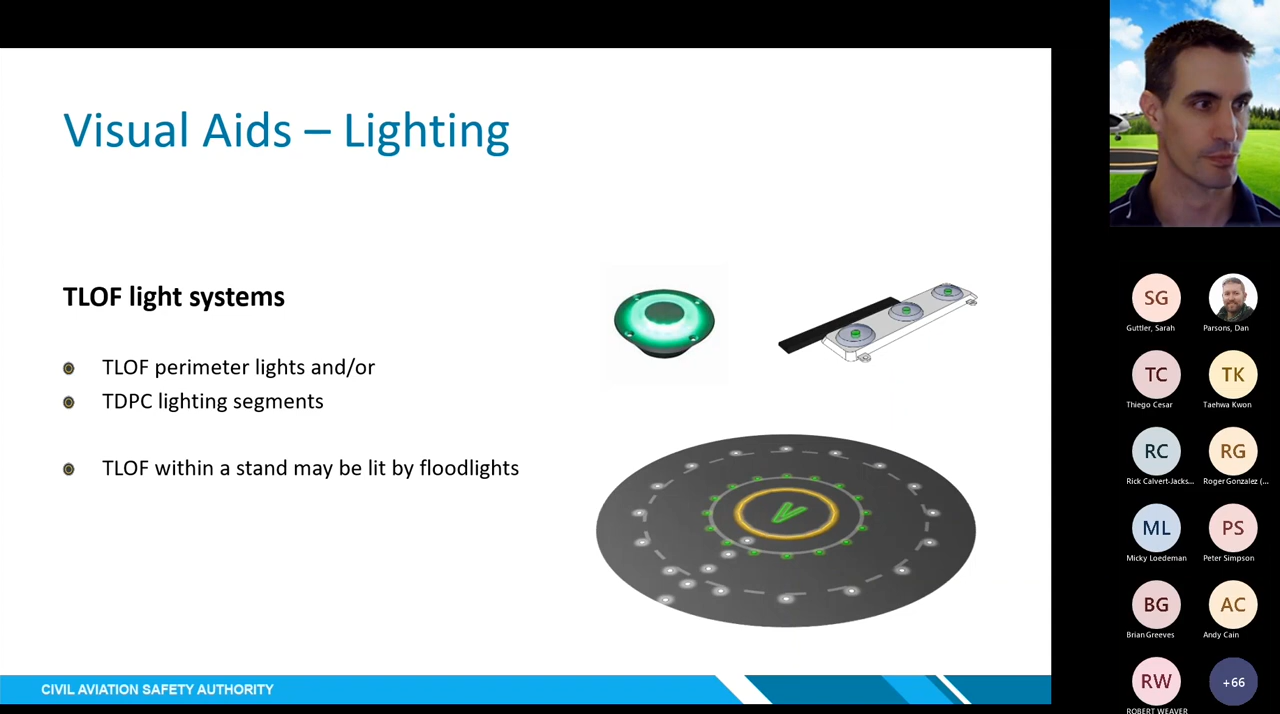 Visual Aids – Lighting
TLOF light systems
TLOF perimeter lights and/or
TDPC lighting segments
TLOF within a stand may be lit by floodlights
V
CIVIL AVIATION SAFETY AUTHORITY
SG
Guttler, Sarah
Parsons, Dan
TC
Thiego Cesar
TK
Taehwa Kwon
RC
Rick Calvert-Jacks...
RG
Roger Gonzalez (...
ML
Micky Loedeman
PS
Peter Simpson
BG
Brian Greeves
AC
Andy Cain
RW
ROBERT WEAVER
+66